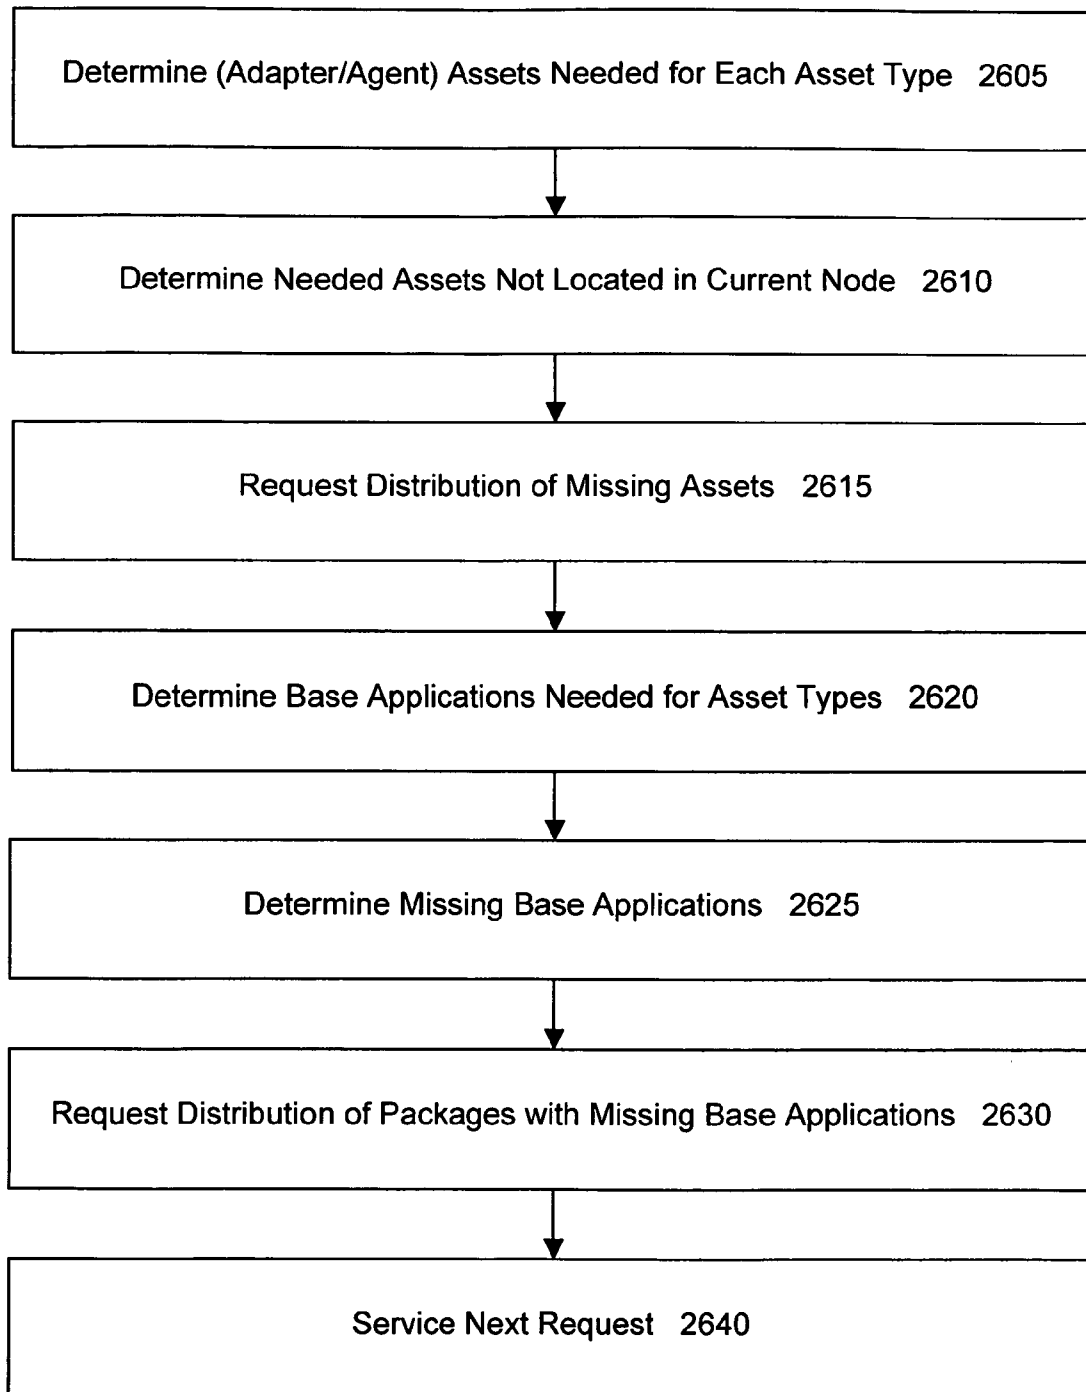 Determine (Adapter/Agent) Assets Needed for Each Asset Type 2605
Determine Needed Assets Not Located in Current Node 2610
Request Distribution of Missing Assets 2615
Determine Base Applications Needed for Asset Types 2620
Determine Missing Base Applications 2625
Request Distribution of Packages with Missing Base Applications 2630
Service Next Request 2640